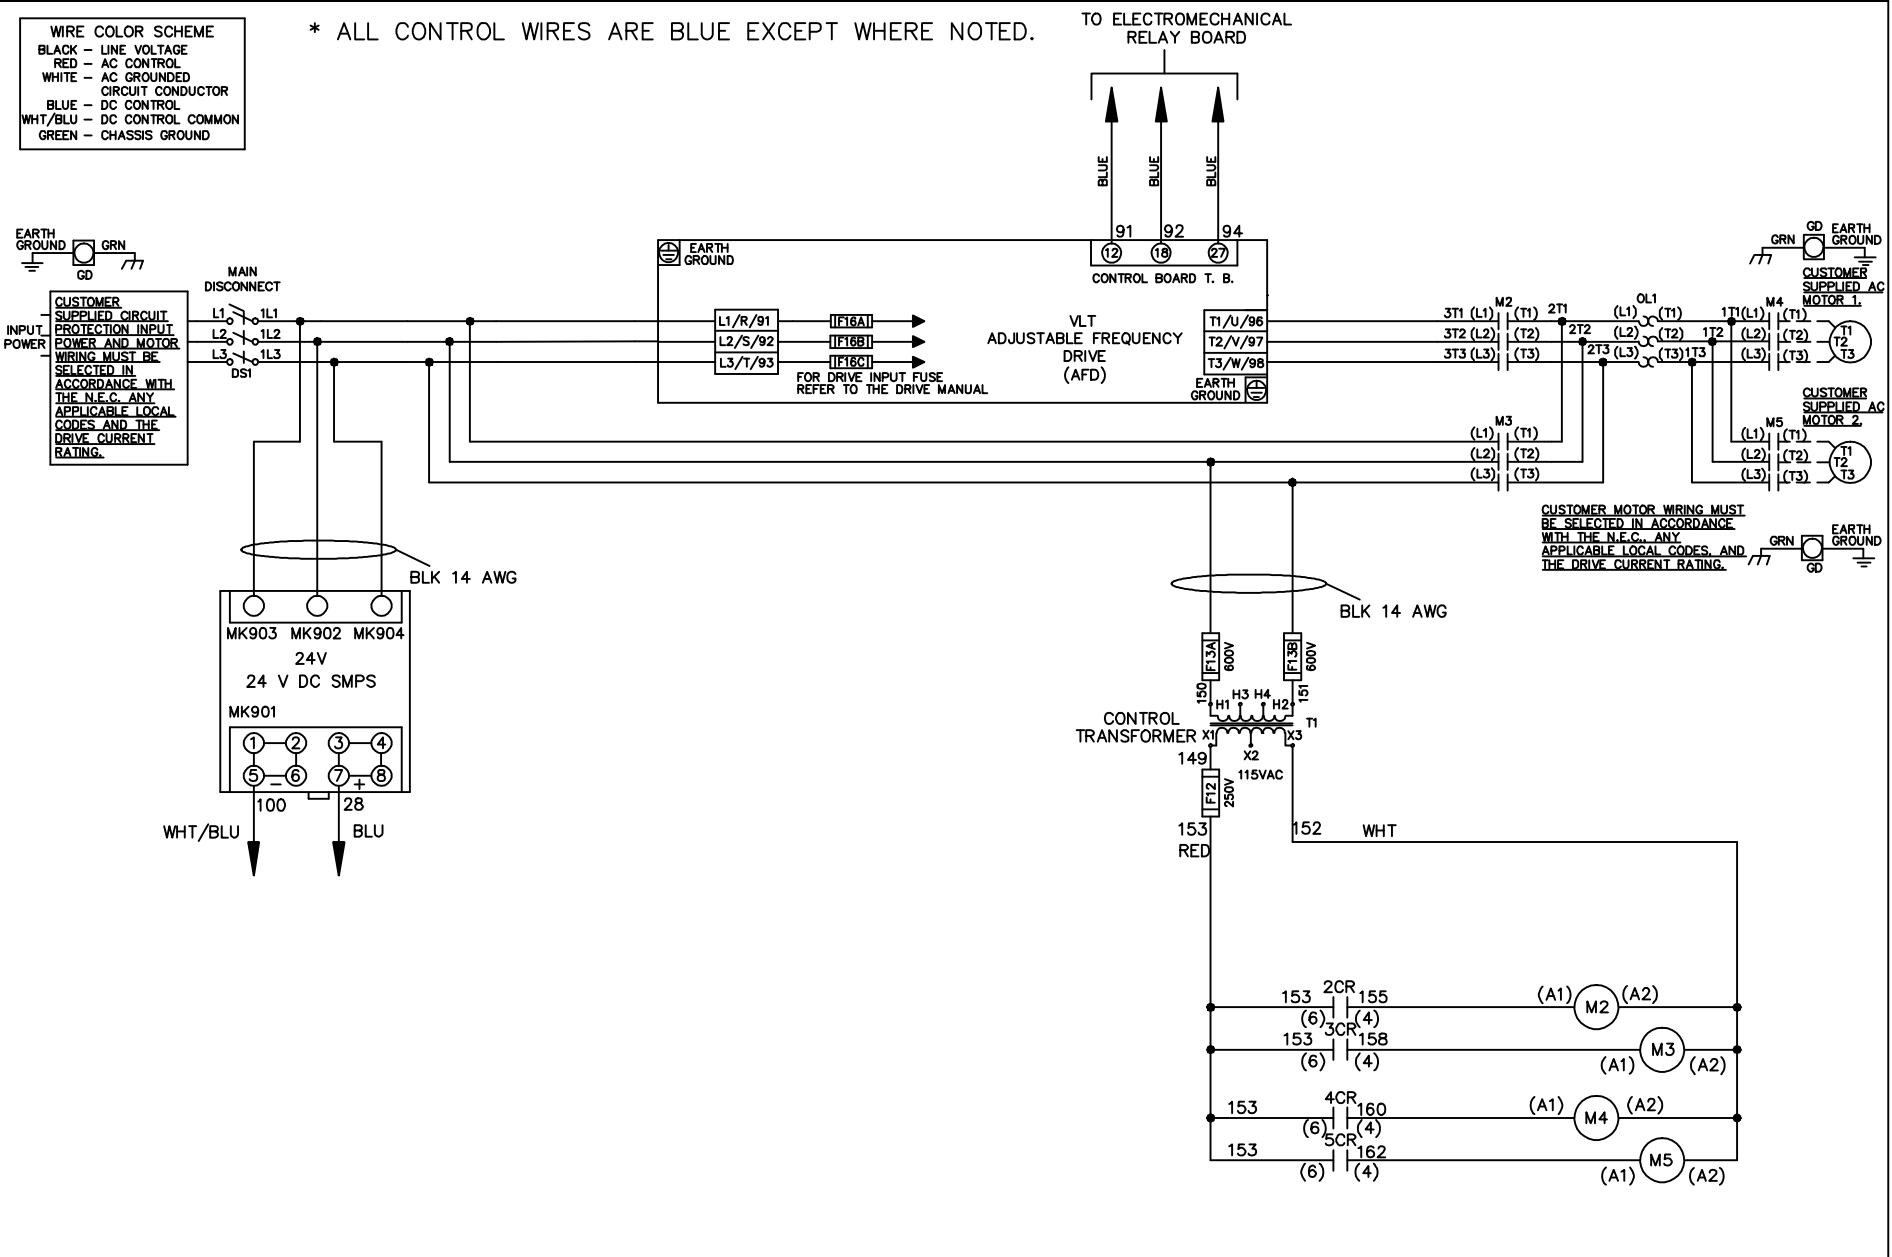 WIRE COLOR SCHEME
BLACK – LINE VOLTAGE
RED – AC CONTROL
WHITE – AC GROUNDED
CIRCUIT CONDUCTOR
BLUE – DC CONTROL
WHT/BLU – DC CONTROL COMMON
GREEN – CHASSIS GROUND
* ALL CONTROL WIRES ARE BLUE EXCEPT WHERE NOTED.
TO ELECTROMECHANICAL
RELAY BOARD
BLUE
BLUE
BLUE
91
92
94
12
18
27
CONTROL BOARD T. B.
EARTH
GROUND
GRN
GD
MAIN
DISCONNECT
L1
1L1
L2
1L2
L3
1L3
DS1
INPUT
POWER
CUSTOMER
SUPPLIED CIRCUIT
PROTECTION INPUT
POWER AND MOTOR
WIRING MUST BE
SELECTED IN
ACCORDANCE WITH
THE N.E.C. ANY
APPLICABLE LOCAL
CODES AND THE
DRIVE CURRENT
RATING.
EARTH
GROUND
L1/R/91
L2/S/92
L3/T/93
F16A
F16B
F16C
FOR DRIVE INPUT FUSE
REFER TO THE DRIVE MANUAL
VLT
ADJUSTABLE FREQUENCY
DRIVE
(AFD)
T1/U/96
T2/V/97
T3/W/98
EARTH
GROUND
M2
3T1 (L1) (T1) 2T1
3T2 (L2) (T2) 2T2
3T3 (L3) (T3) 2T3
OL1
(L1) (T1) 1T1
(L2) (T2) 1T2
(L3) (T3) 1T3
M4
(L1) (T1)
(L2) (T2)
(L3) (T3)
T1
T2
T3
GD
GRN
EARTH
GROUND
CUSTOMER
SUPPLIED AC
MOTOR 1.
CUSTOMER
SUPPLIED AC
MOTOR 2.
M3
(L1) (T1)
(L2) (T2)
(L3) (T3)
M5
(L1) (T1)
(L2) (T2)
(L3) (T3)
T1
T2
T3
CUSTOMER MOTOR WIRING MUST
BE SELECTED IN ACCORDANCE
WITH THE N.E.C., ANY
APPLICABLE LOCAL CODES, AND
THE DRIVE CURRENT RATING.
GRN
GD
EARTH
GROUND
BLK 14 AWG
MK903 MK902 MK904
24V
24 V DC SMPS
MK901
1 2 3 4
5 – 6 7 + 8
100
28
WHT/BLU
BLU
BLK 14 AWG
F13A
600V
F13B
600V
150
151
H1 H3 H4 H2
T1
CONTROL
TRANSFORMER
X1
X2
X3
149
115VAC
F12
250V
153
RED
152
WHT
153 2CR 155
(6) (4)
(A1) M2 (A2)
153 3CR 158
(6) (4)
(A1) M3 (A2)
153 4CR 160
(6) (4)
(A1) M4 (A2)
153 5CR 162
(6) (4)
(A1) M5 (A2)